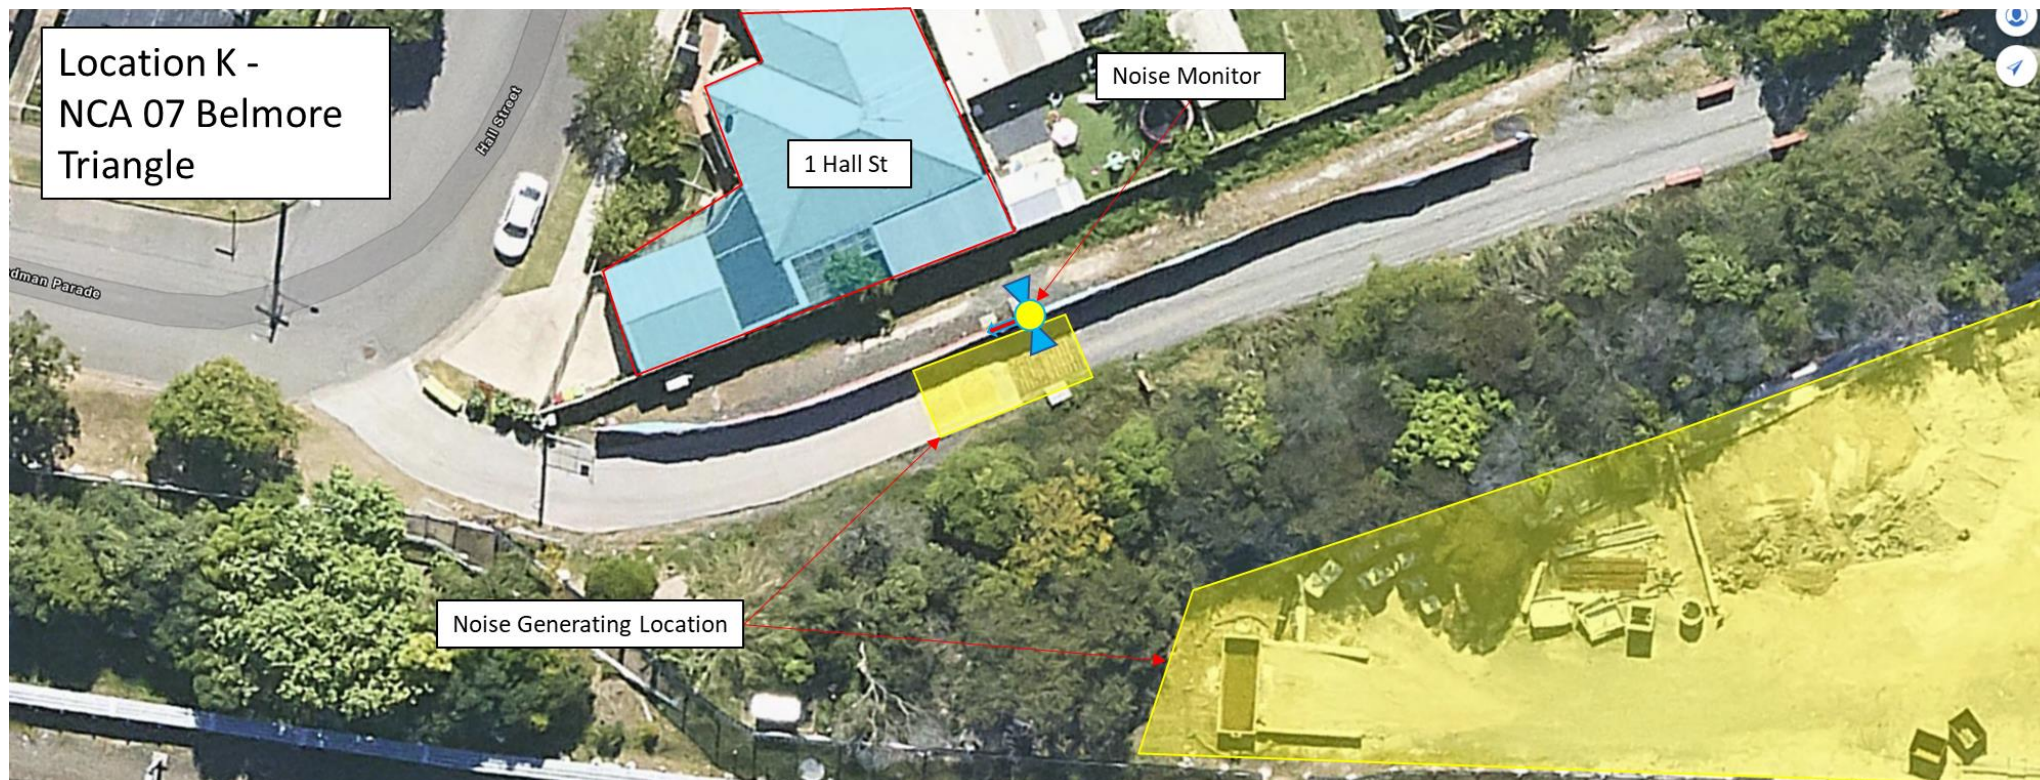 Location K -
NCA 07 Belmore
Triangle
Noise Monitor
1 Hall St
Hall Street
dman Parade
Noise Generating Location